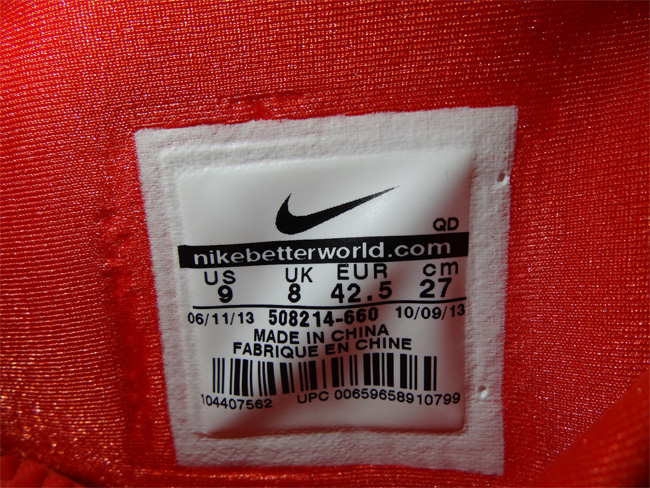 QD
nikebetterworld.com
US UK EUR cm
9 8 42.5 27
06/11/13 508214-660 10/09/13
MADE IN CHINA
FABRIQUE EN CHINE
104407562 UPC 00659658910799